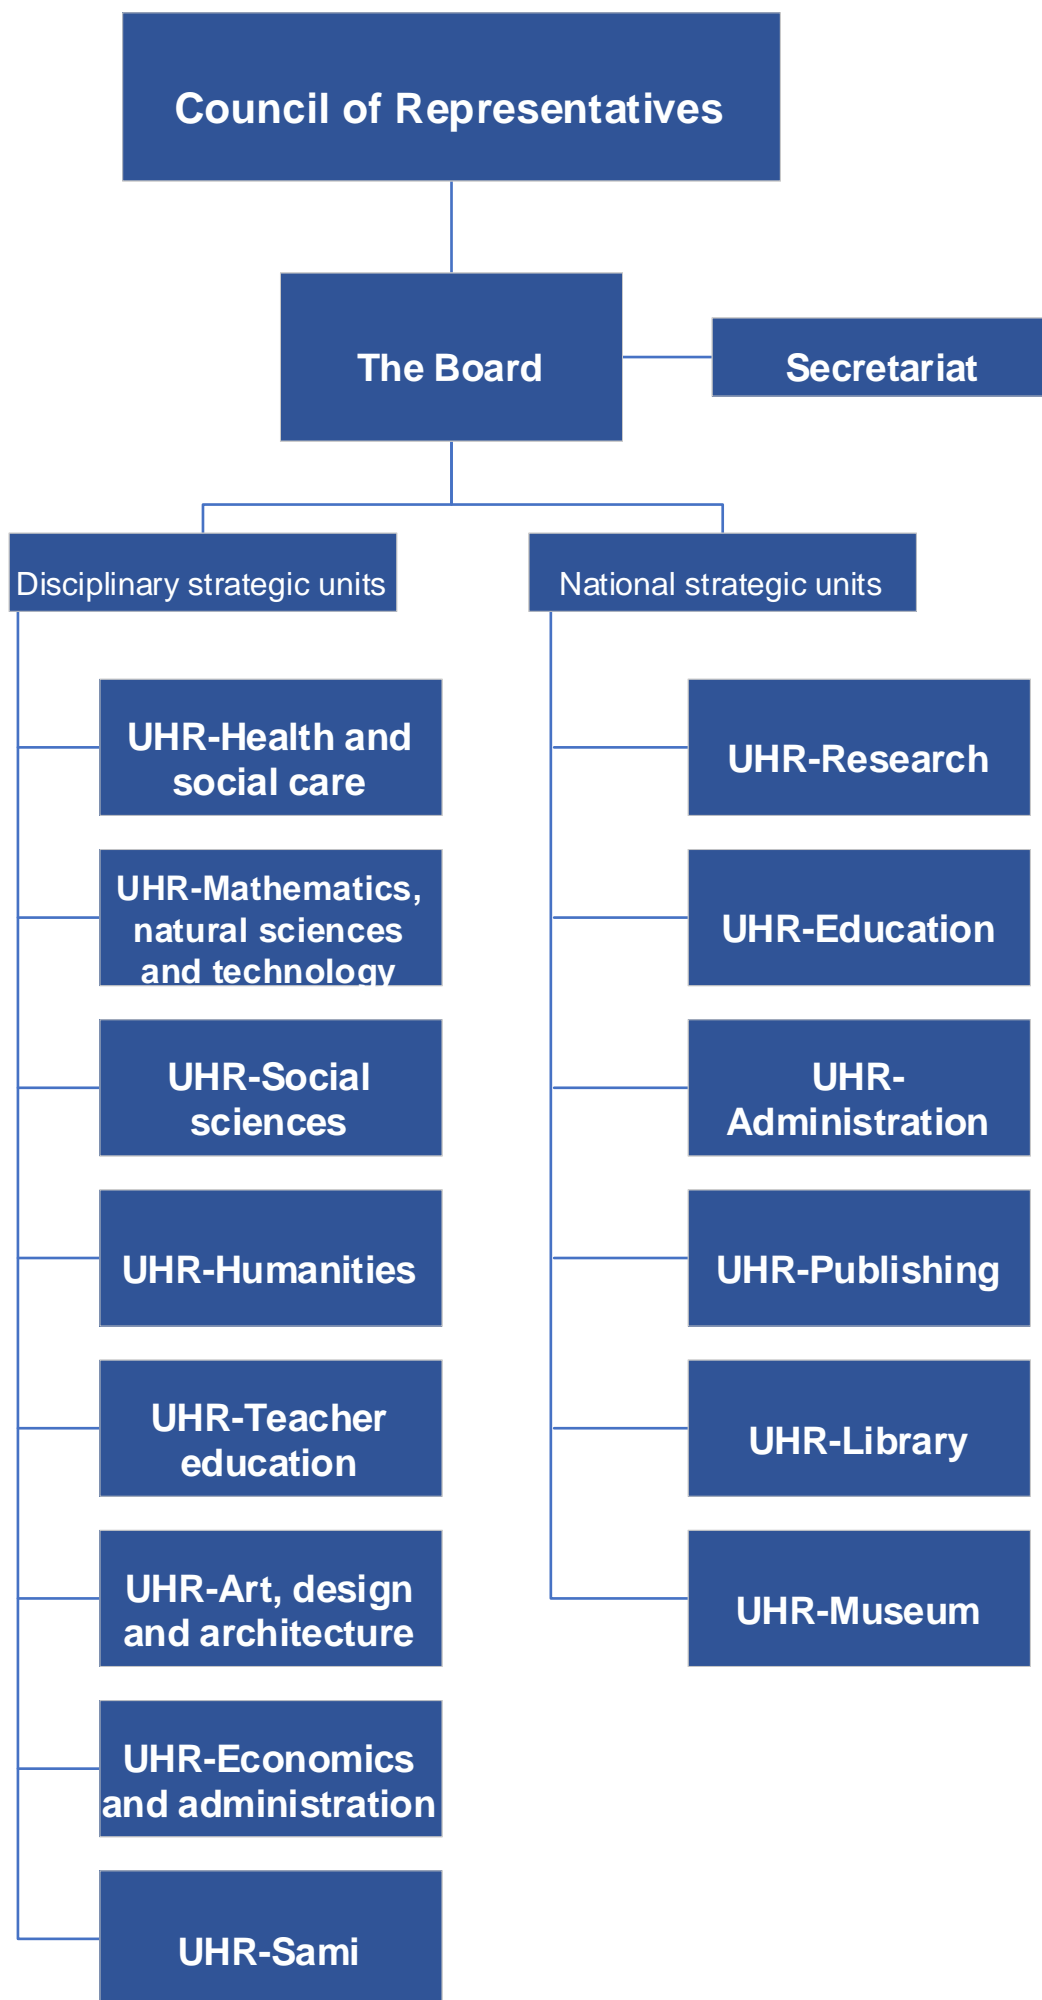 Council of Representatives
The Board
Secretariat
Disciplinary strategic units
National strategic units
UHR-Health and
social care
UHR-Mathematics,
natural sciences
and technology
UHR-Social
sciences
UHR-Humanities
UHR-Teacher
education
UHR-Art, design
and architecture
UHR-Economics
and administration
UHR-Sami
UHR-Research
UHR-Education
UHR-
Administration
UHR-Publishing
UHR-Library
UHR-Museum